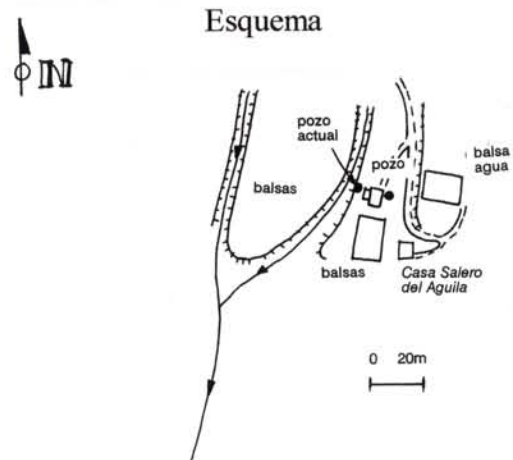 Esquema
N
pozo
actual
pozo
balsa
agua
balsas
balsas
Casa Salero
del Aguila
0 20m